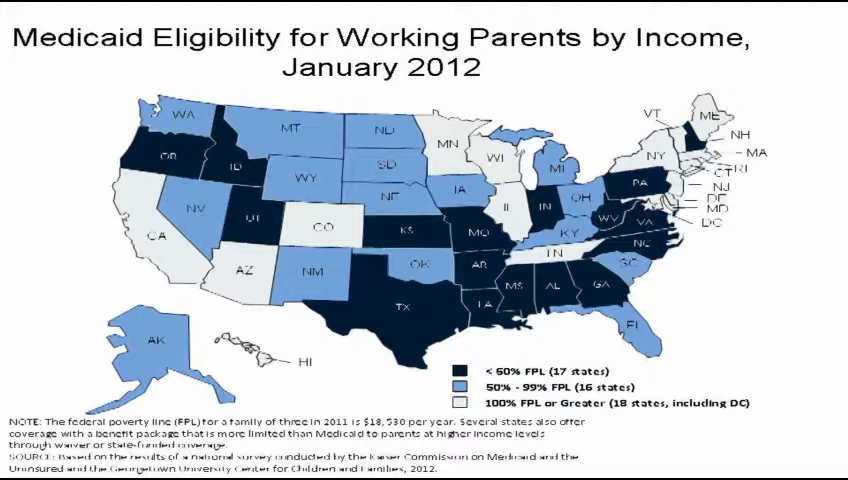 Medicaid Eligibility for Working Parents by Income,
January 2012
WA
MT
ND
MN
VT
ME
NH
OR
ID
SD
WI
NY
MA
WY
MI
RI
CT
IA
PA
NJ
NE
OH
DE
NV
UT
IL
IN
MD
CO
WV
VA
DC
CA
KS
MO
KY
NC
AZ
NM
OK
AR
TN
SC
TX
MS
AL
GA
LA
FL
AK
HI
< 50% FPL (17 states)
50% - 99% FPL (16 states)
100% FPL or Greater (18 states, including DC)
NOTE: The federal poverty line (FPL) for a family of three in 2011 is $18,530 per year. Several states also offer
coverage with a benefit package that is more limited than Medicaid to parents at higher income levels
through waiver or state-funded coverage.
SOURCE: Based on the results of a national survey conducted by the Kaiser Commission on Medicaid and the
Uninsured and the Georgetown University Center for Children and Families, 2012.